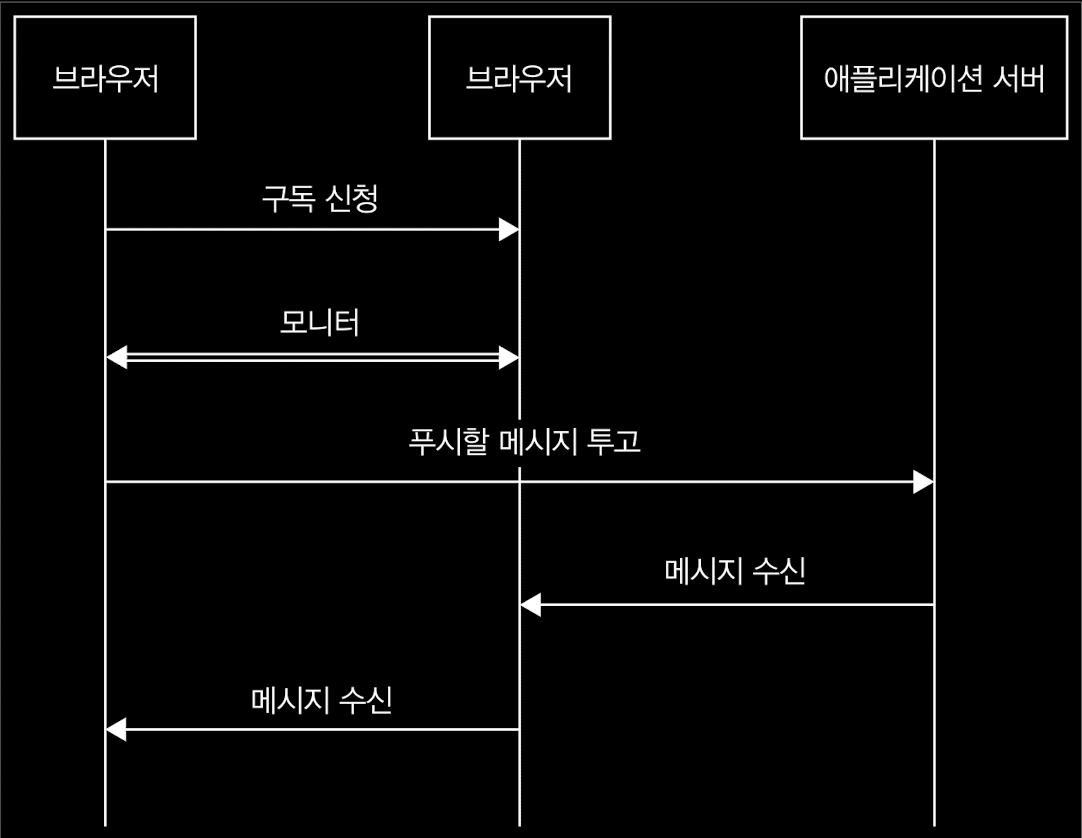 브라우저
브라우저
애플리케이션 서버
구독 신청
모니터
푸시할 메시지 투고
메시지 수신
메시지 수신